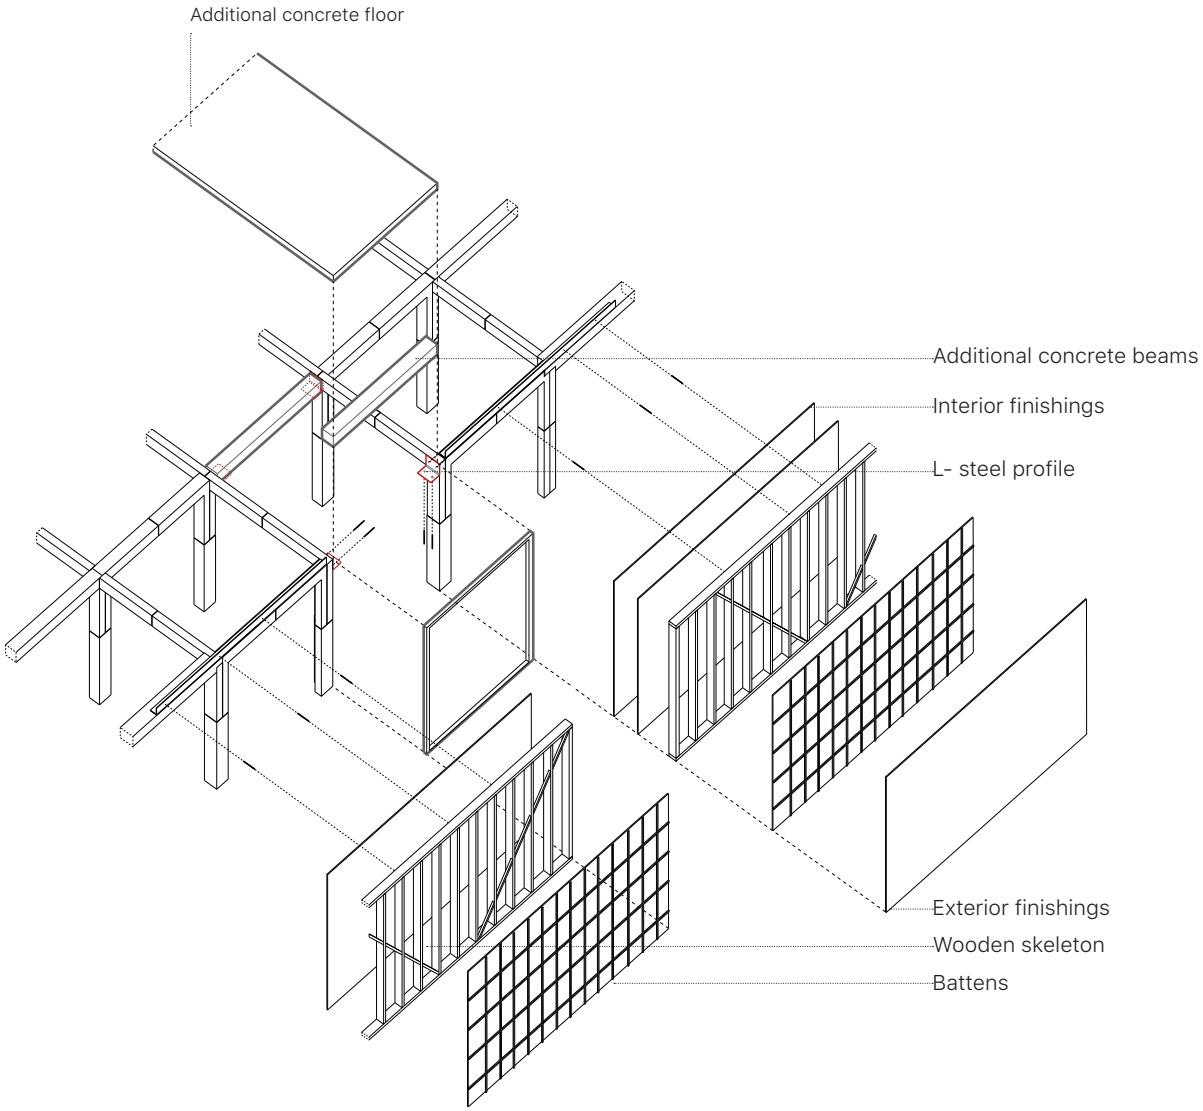 Additional concrete floor
Additional concrete beams
Interior finishings
L- steel profile
Exterior finishings
Wooden skeleton
Battens